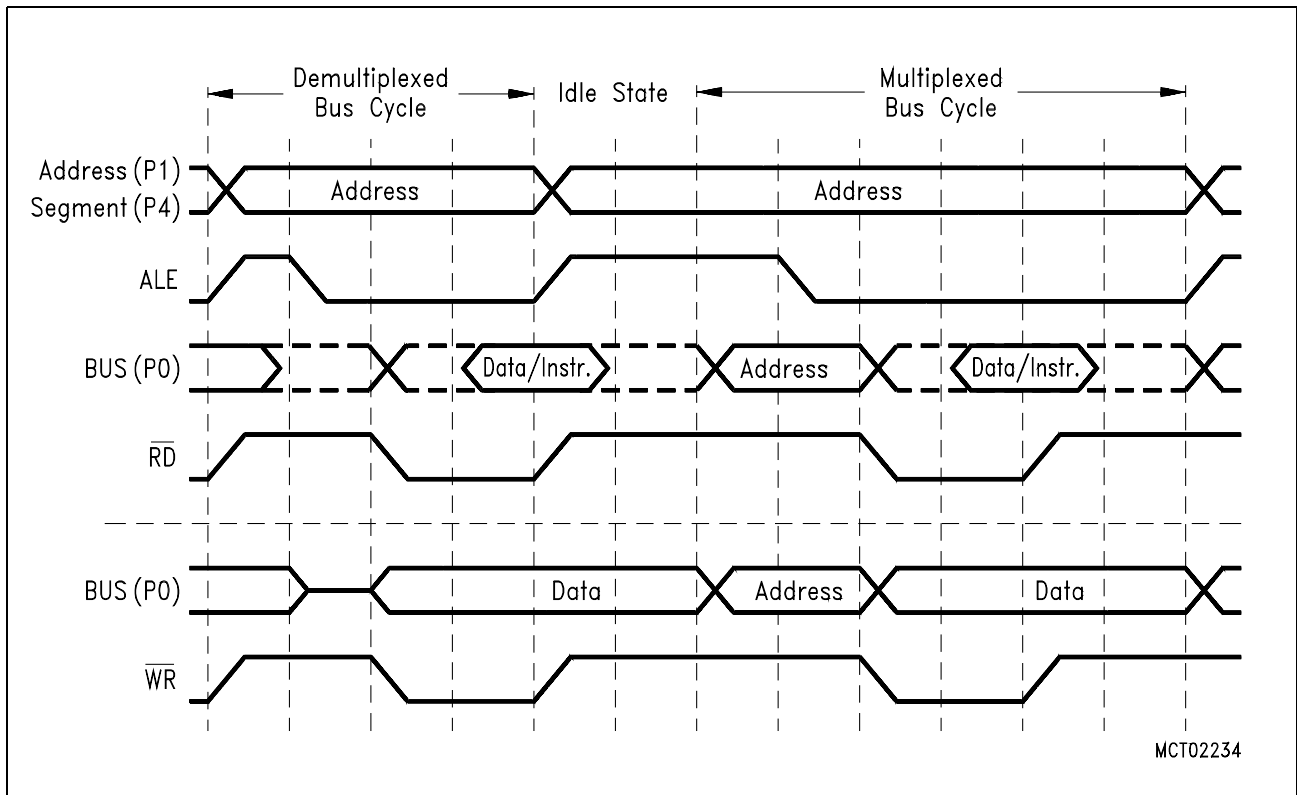 Demultiplexed
Bus Cycle
Idle State
Multiplexed
Bus Cycle
Address (P1)
Segment (P4)
Address
Address
ALE
BUS (P0)
Data/Instr.
Address
Data/Instr.
RD
BUS (P0)
Data
Address
Data
WR
MCT02234